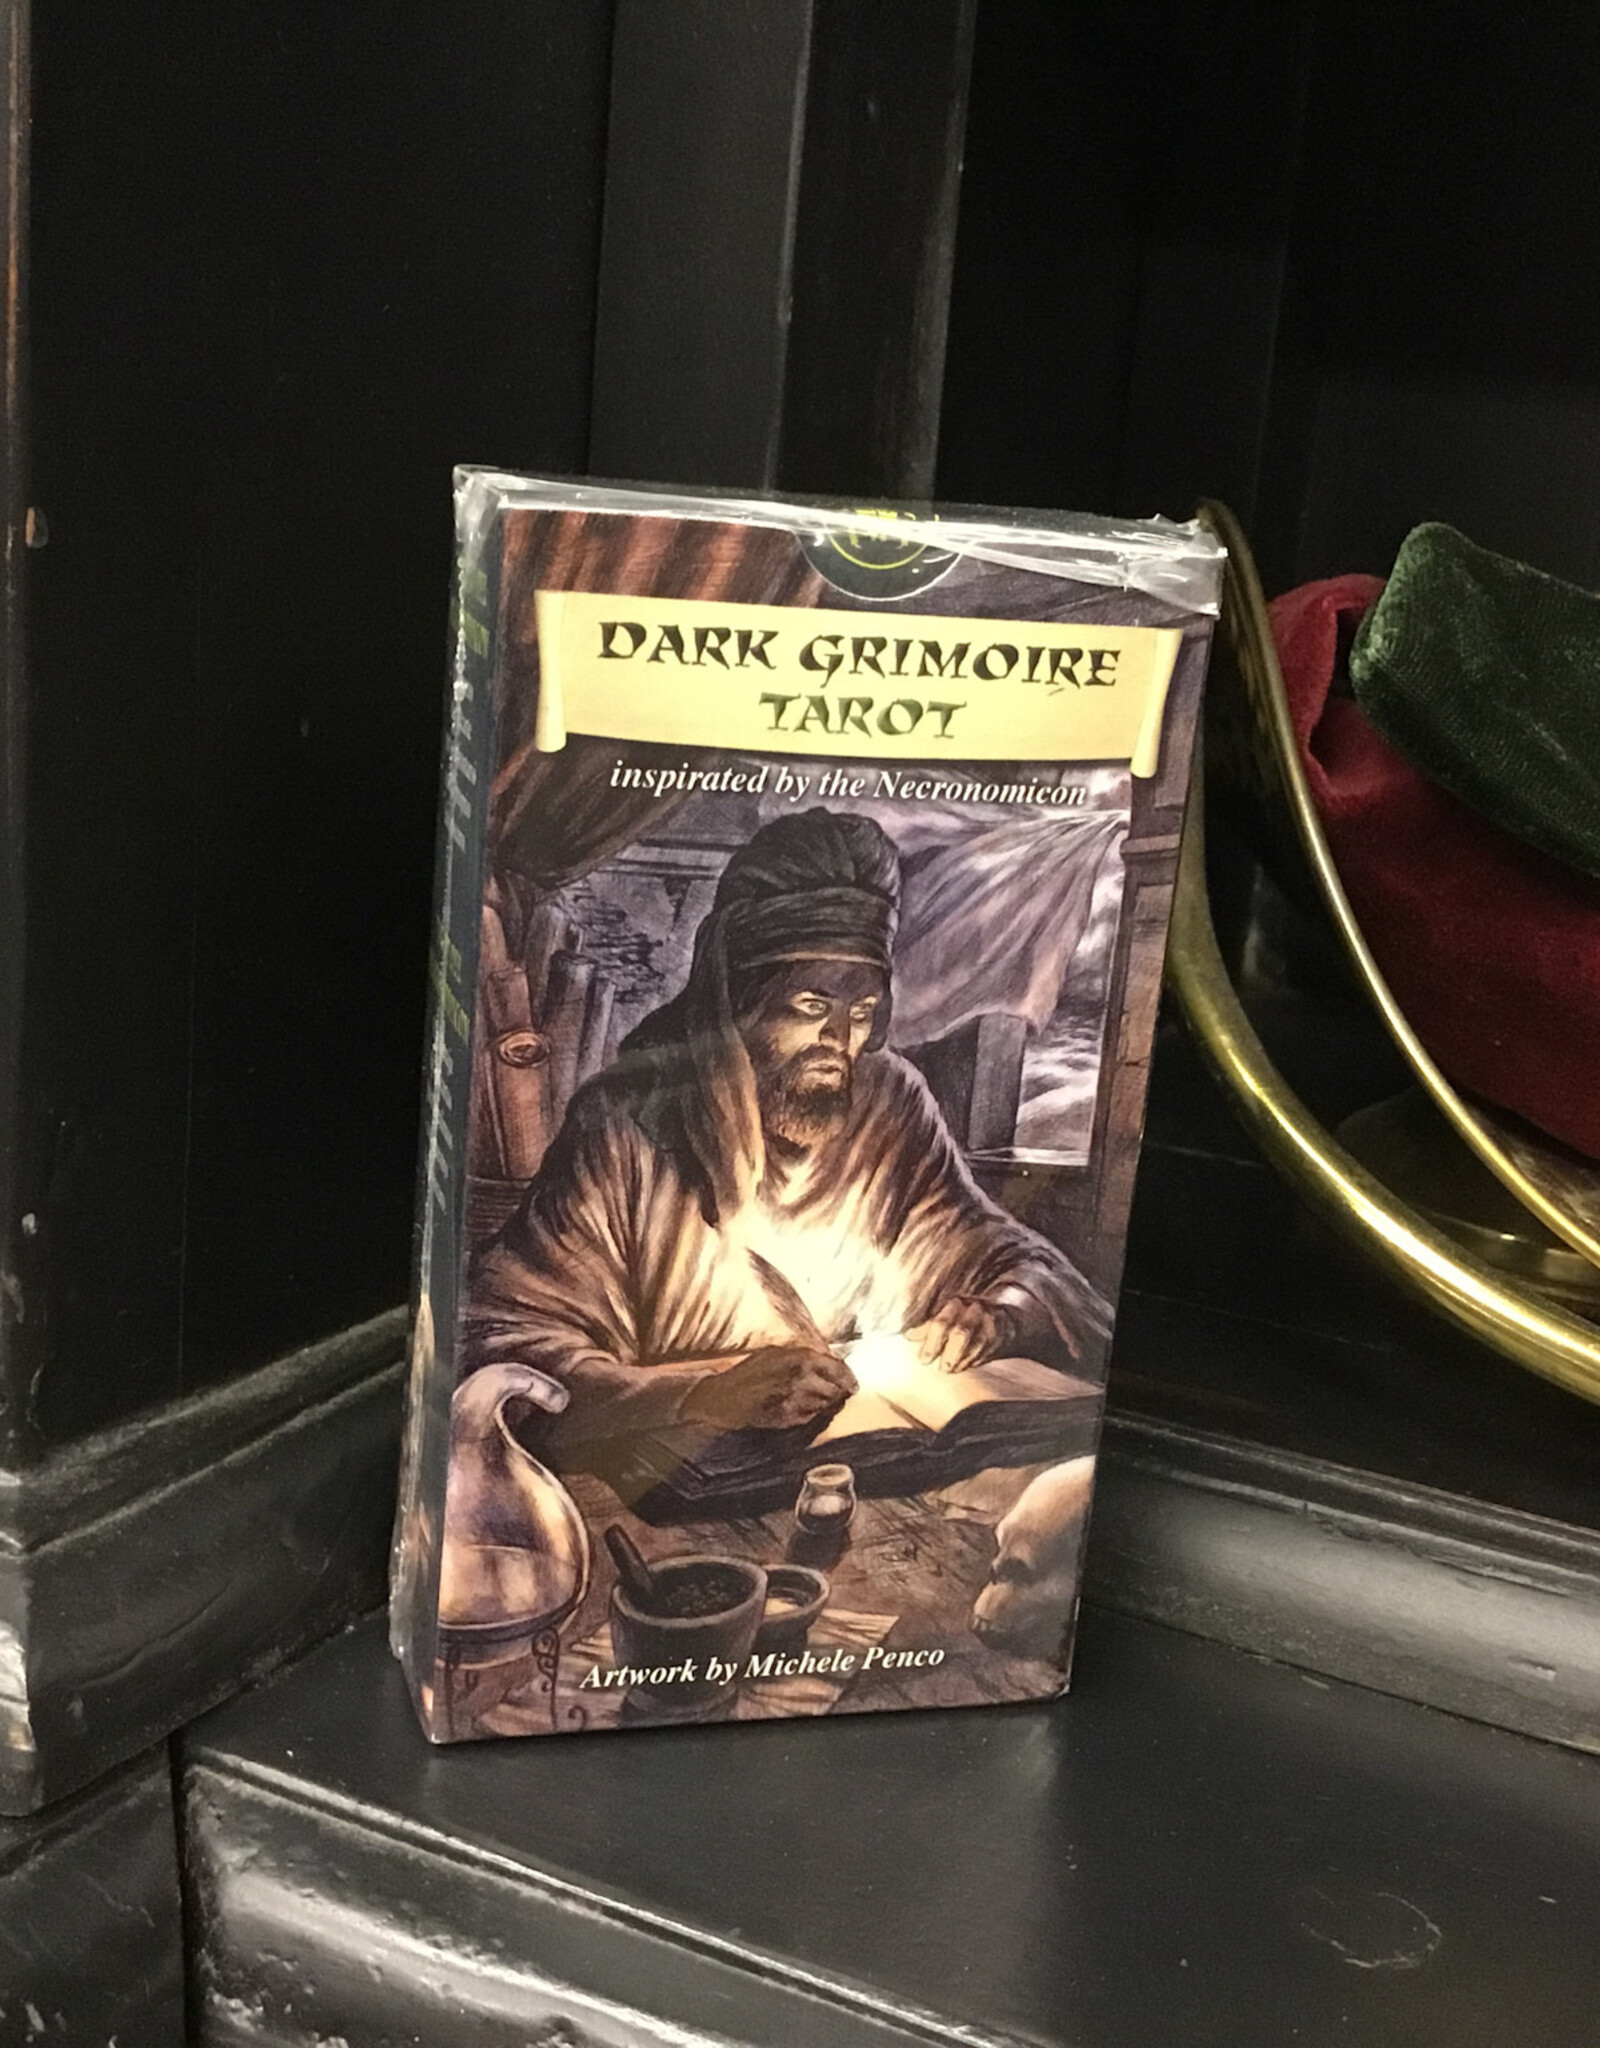 DARK GRIMOIRE
TAROT
inspirated by the Necronomicon
Artwork by Michele Penco